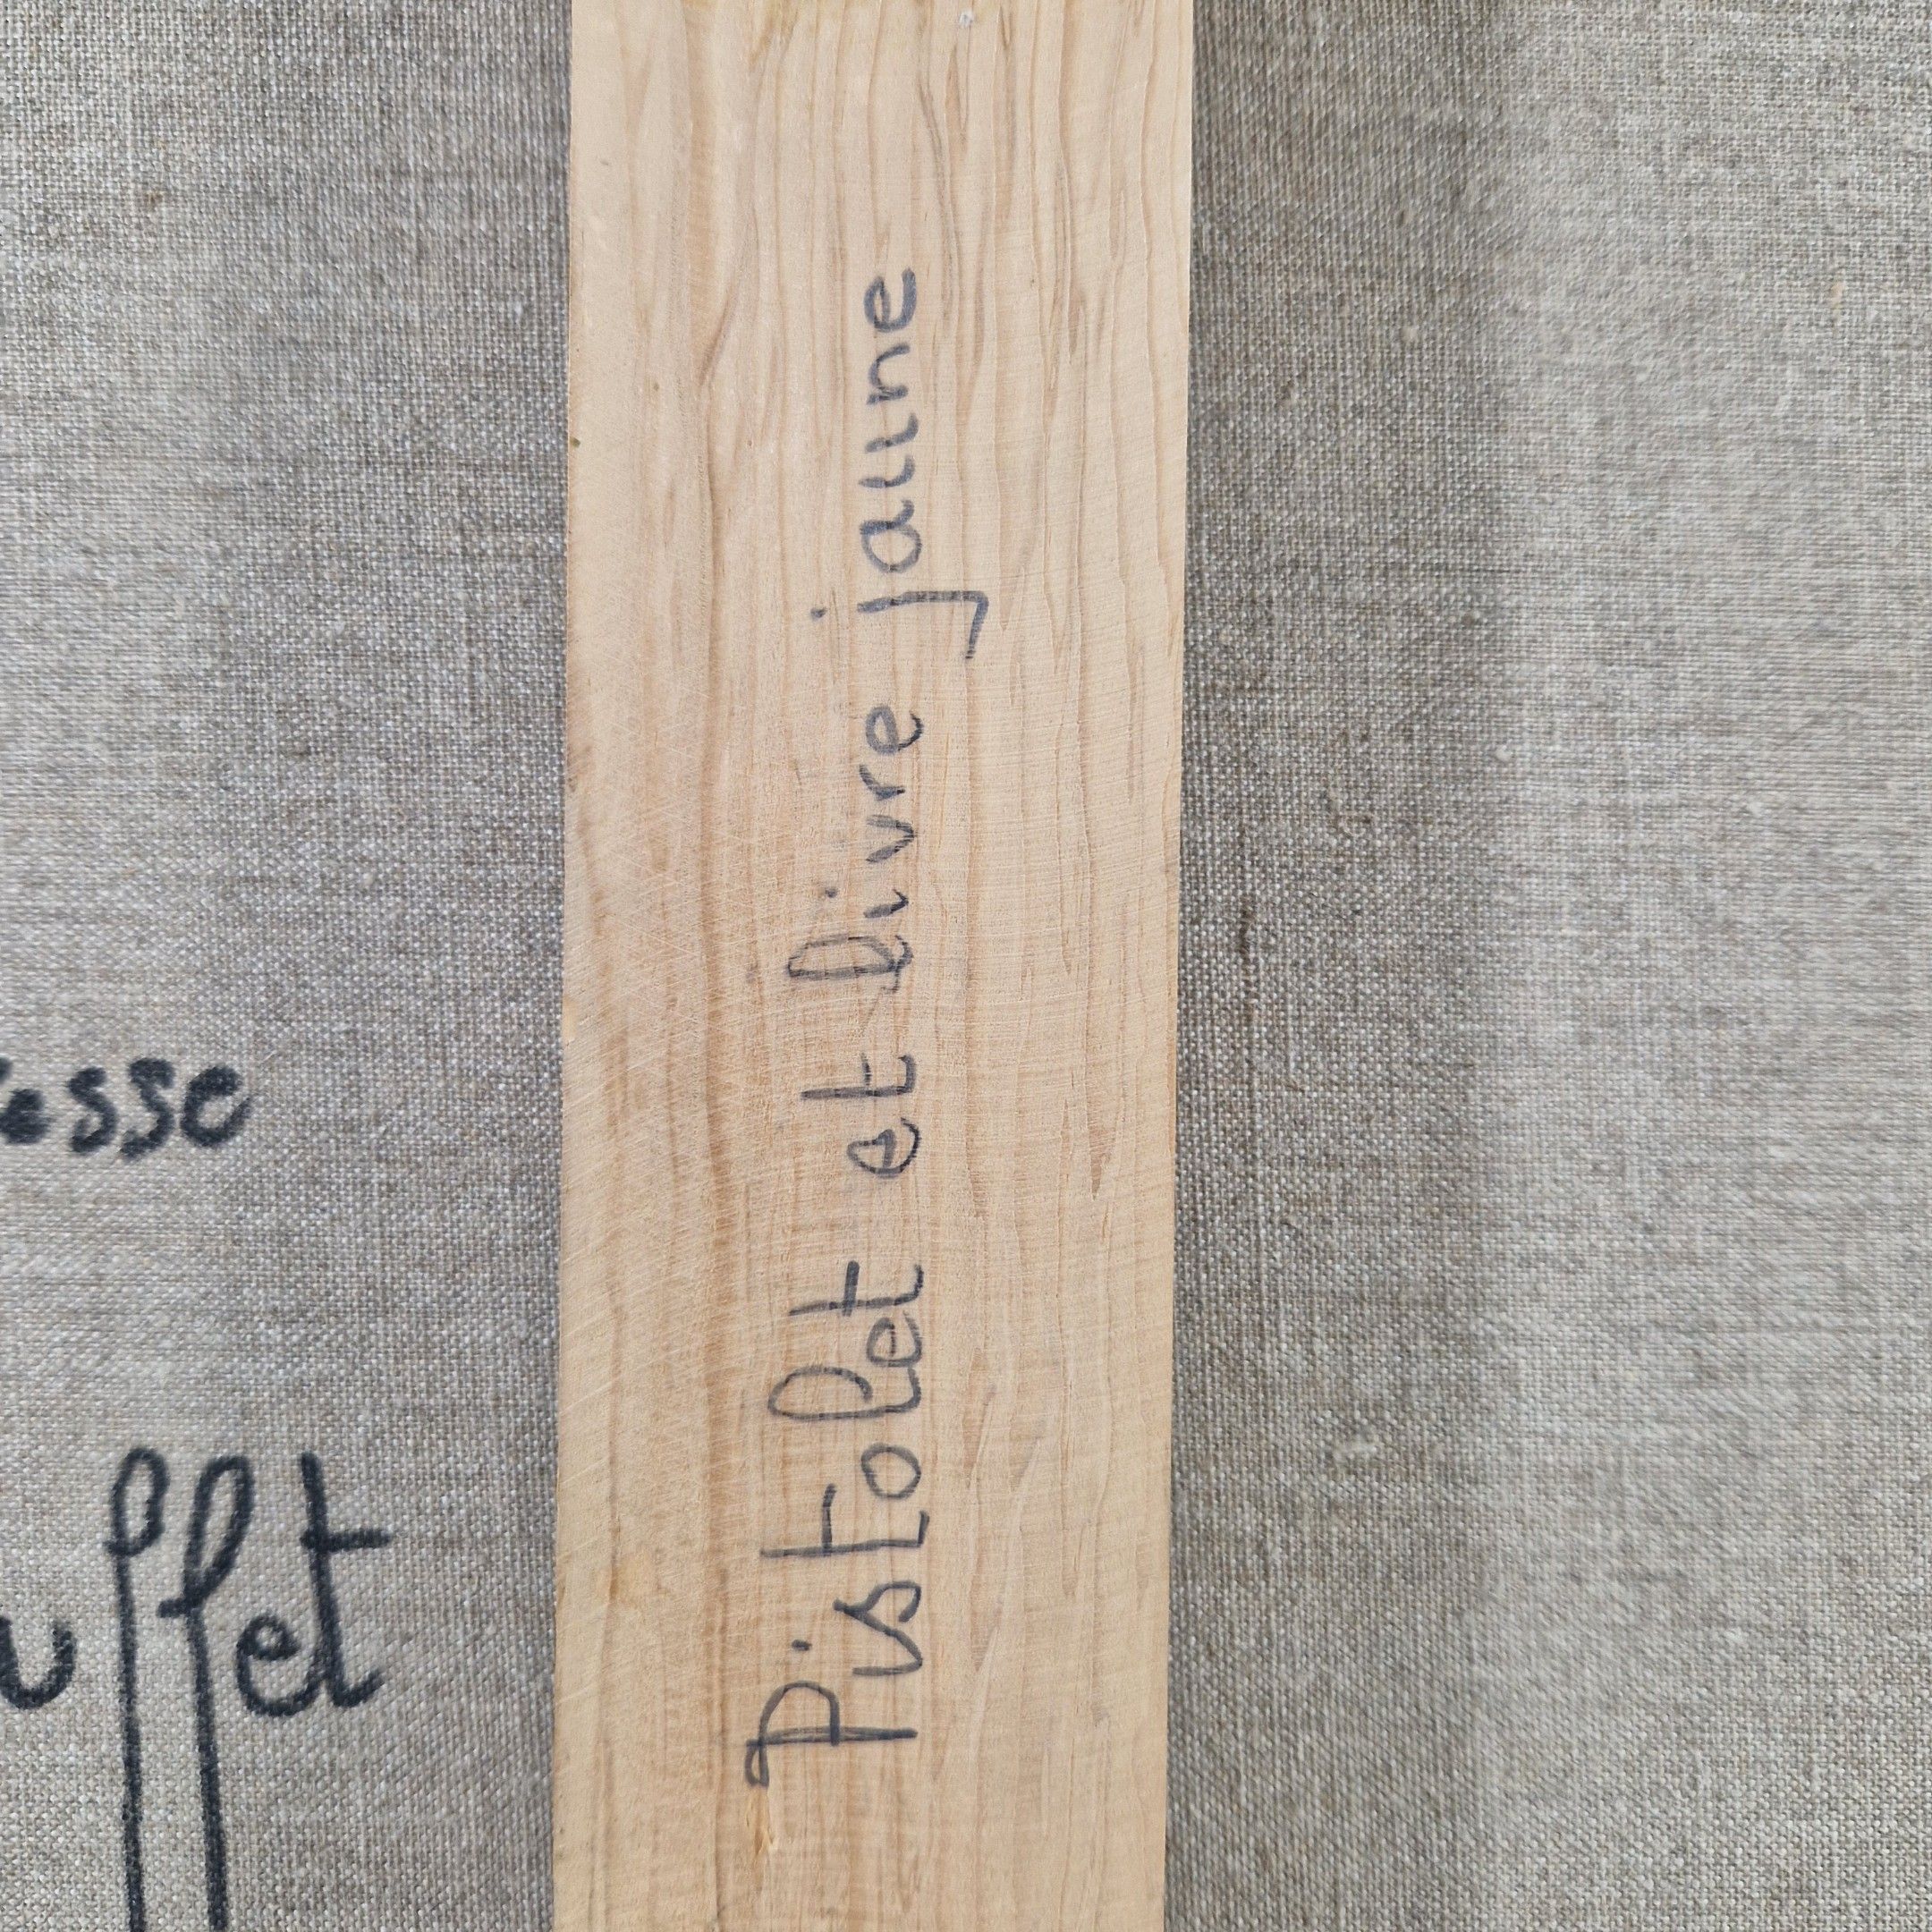 Pistolet et livre jaune
esse
uffet